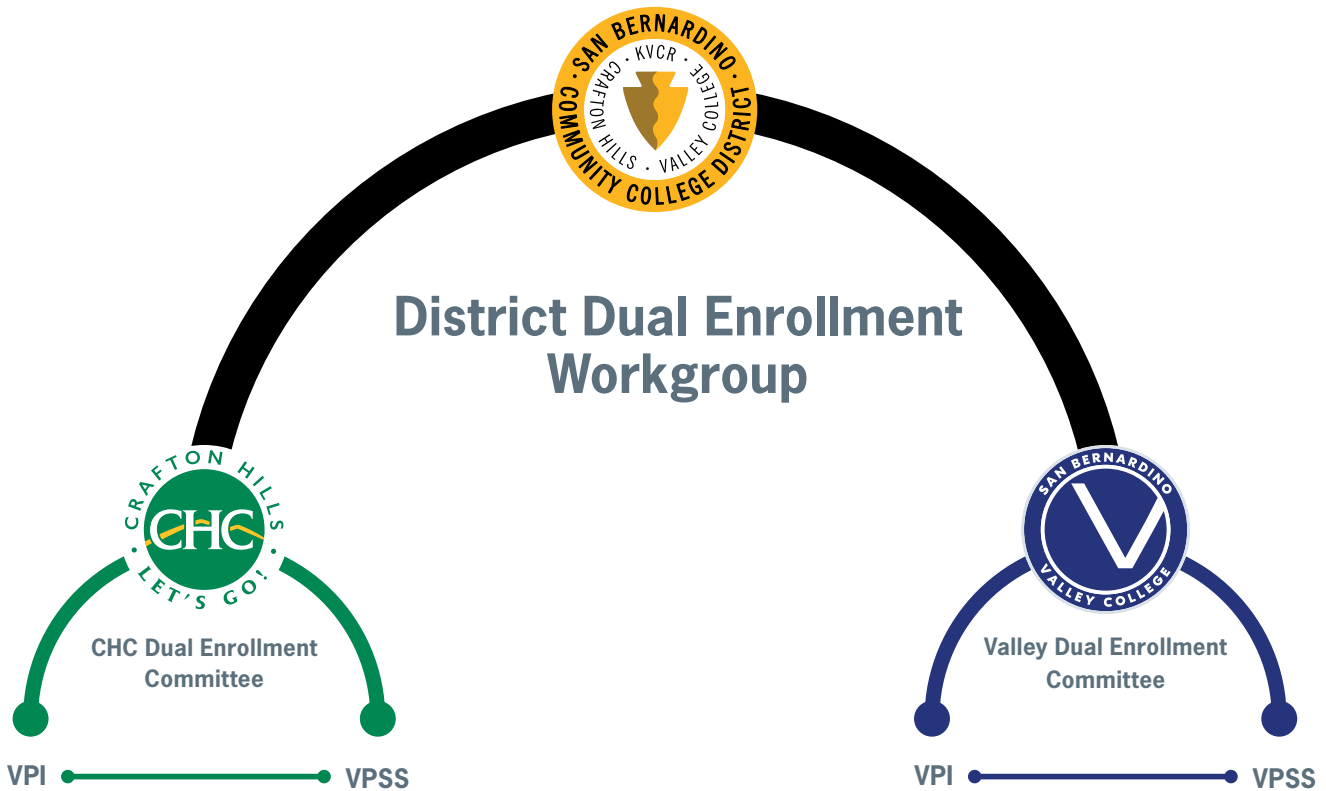 · SAN BERNARDINO ·
COMMUNITY COLLEGE DISTRICT
· KVCR ·
CRAFTON HILLS · VALLEY COLLEGE
District Dual Enrollment
Workgroup
· CRAFTON HILLS ·
CHC
LET'S GO!
SAN BERNARDINO
V
VALLEY COLLEGE
CHC Dual Enrollment
Committee
Valley Dual Enrollment
Committee
VPI
VPSS
VPI
VPSS